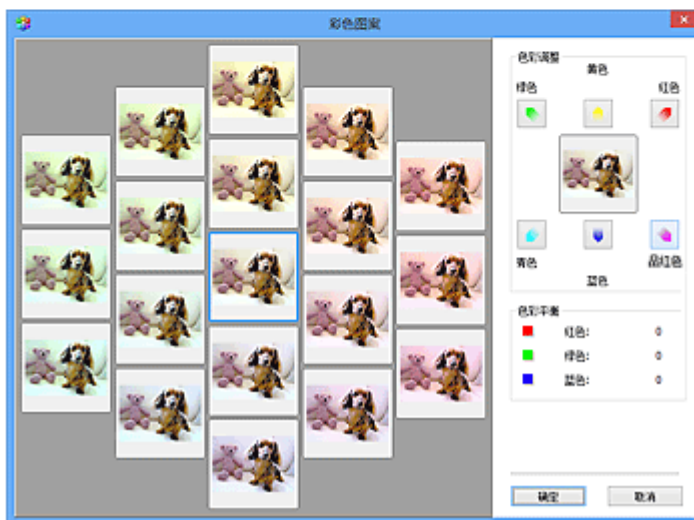 彩色图案
色彩调整
黄色
绿色 红色
青色 品红色
蓝色
色彩平衡
红色: 0
绿色: 0
蓝色: 0
确定 取消